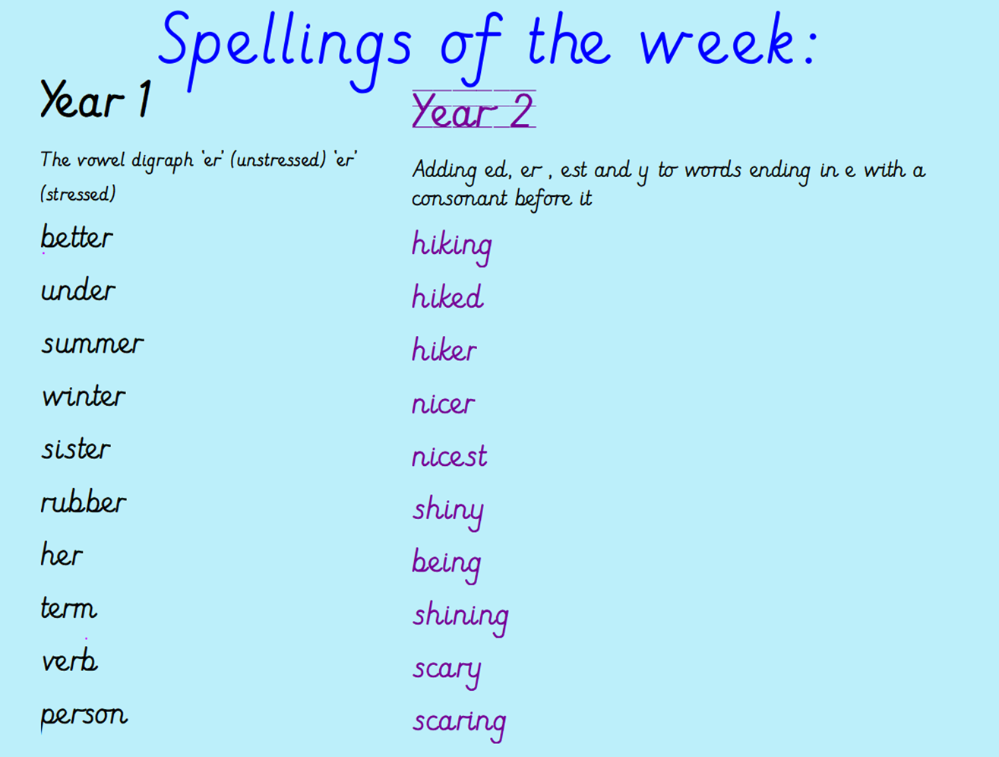 Spellings of the week:
Year 1
The vowel digraph 'er' (unstressed) 'er'
(stressed)
better
under
summer
winter
sister
rubber
her
term
verb
person
Year 2
Adding ed, er , est and y to words ending in e with a
consonant before it
hiking
hiked
hiker
nicer
nicest
shiny
being
shining
scary
scaring